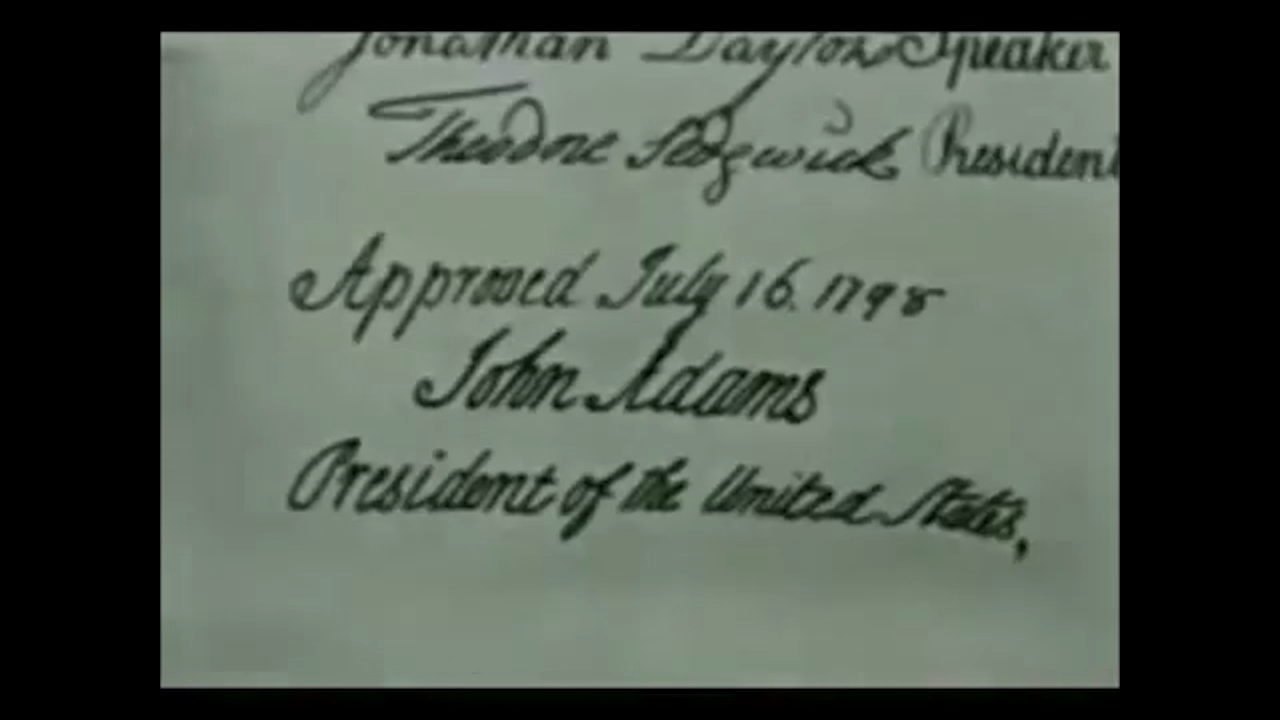 Jonathan Dayton Speaker
Theodore Sedgwick President
Approved July 16. 1798
John Adams
President of the United States,